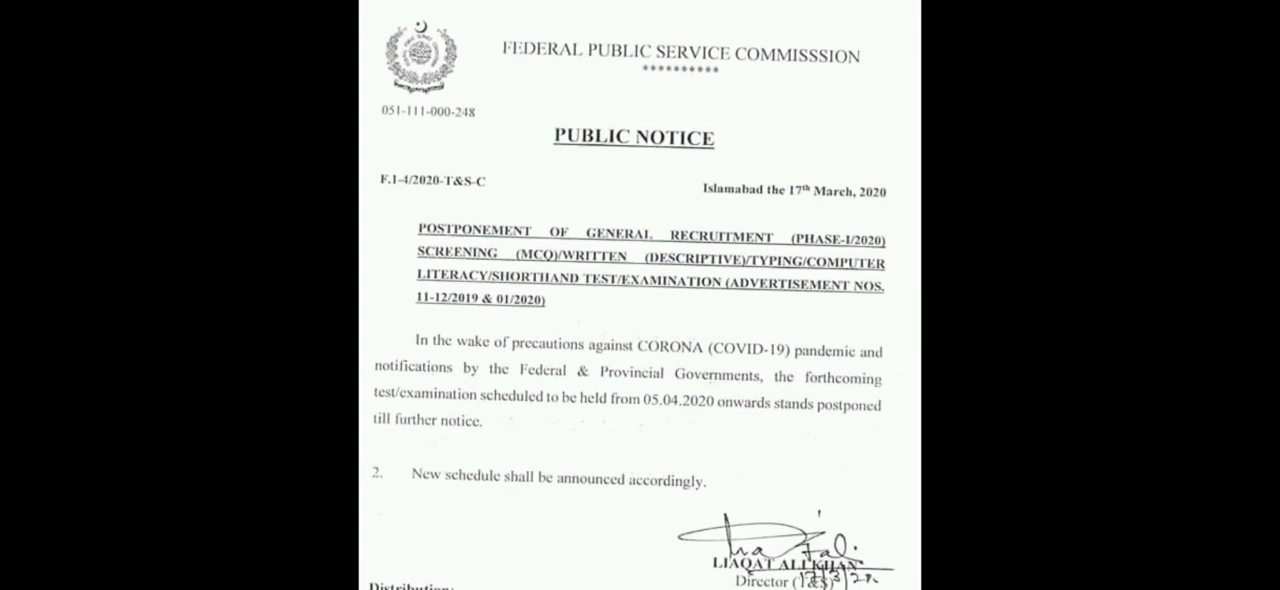 FEDERAL PUBLIC SERVICE COMMISSSION
**********
051-111-000-248
PUBLIC NOTICE
F.1-4/2020-T&S-C
Islamabad the 17th March, 2020
POSTPONEMENT OF GENERAL RECRUITMENT (PHASE-I/2020)
SCREENING (MCQ)/WRITTEN (DESCRIPTIVE)/TYPING/COMPUTER
LITERACY/SHORTHAND TEST/EXAMINATION (ADVERTISEMENT NOS.
11-12/2019 & 01/2020)
In the wake of precautions against CORONA (COVID-19) pandemic and
notifications by the Federal & Provincial Governments, the forthcoming
test/examination scheduled to be held from 05.04.2020 onwards stands postponed
till further notice.
2. New schedule shall be announced accordingly.
LIAQAT ALI KHAN
Director (T&S)
17/3/20
Distribution: